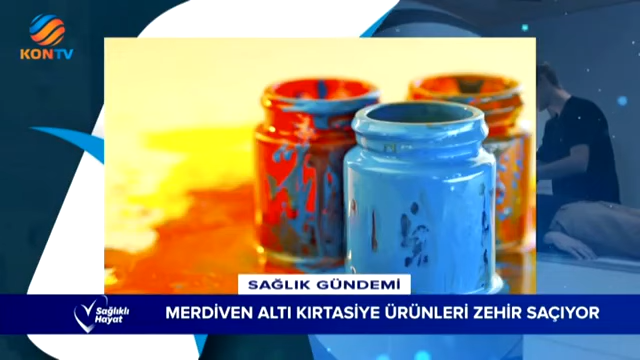 KONTV
SAĞLIK GÜNDEMİ
Sağlıklı
Hayat
MERDİVEN ALTI KIRTASİYE ÜRÜNLERİ ZEHİR SAÇIYOR